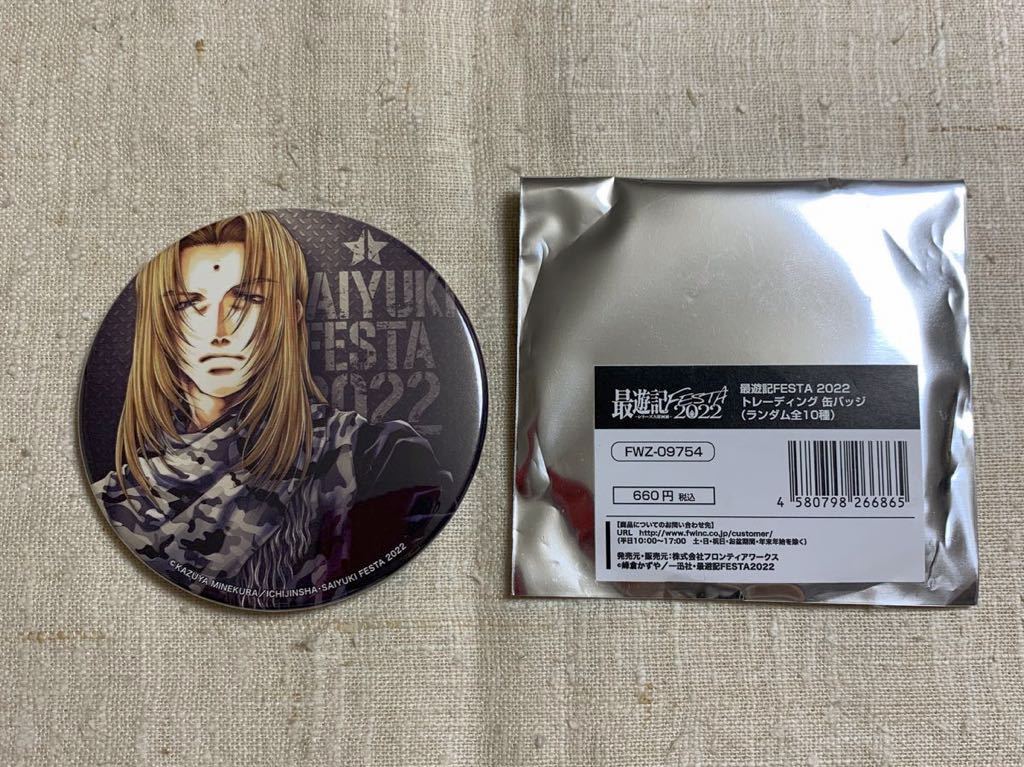 AIYUKI
FESTA
2022
©KAZUYA MINEKURA/ICHIJINSHA・SAIYUKI FESTA 2022
最遊記FESTA
2022
最遊記FESTA 2022
トレーディング 缶バッジ
(ランダム全10種)
FWZ-09754
660円 税込
4 580798 266865
【商品についてのお問い合わせ先】
URL http://www.fwinc.co.jp/customer/
(平日10:00〜17:00 土・日・祝日・お盆期間・年末年始を除く)
発売元・販売元:株式会社フロンティアワークス
©峰倉かずや/一迅社・最遊記FESTA2022